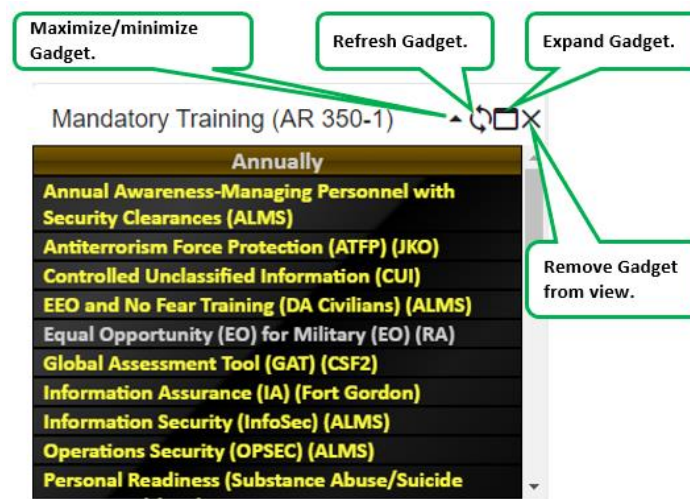 Maximize/minimize
Gadget.
Refresh Gadget.
Expand Gadget.
Mandatory Training (AR 350-1)
Annually
Annual Awareness-Managing Personnel with
Security Clearances (ALMS)
Antiterrorism Force Protection (ATFP) (JKO)
Controlled Unclassified Information (CUI)
EEO and No Fear Training (DA Civilians) (ALMS)
Equal Opportunity (EO) for Military (EO) (RA)
Global Assessment Tool (GAT) (CSF2)
Information Assurance (IA) (Fort Gordon)
Information Security (InfoSec) (ALMS)
Operations Security (OPSEC) (ALMS)
Personal Readiness (Substance Abuse/Suicide
Remove Gadget
from view.